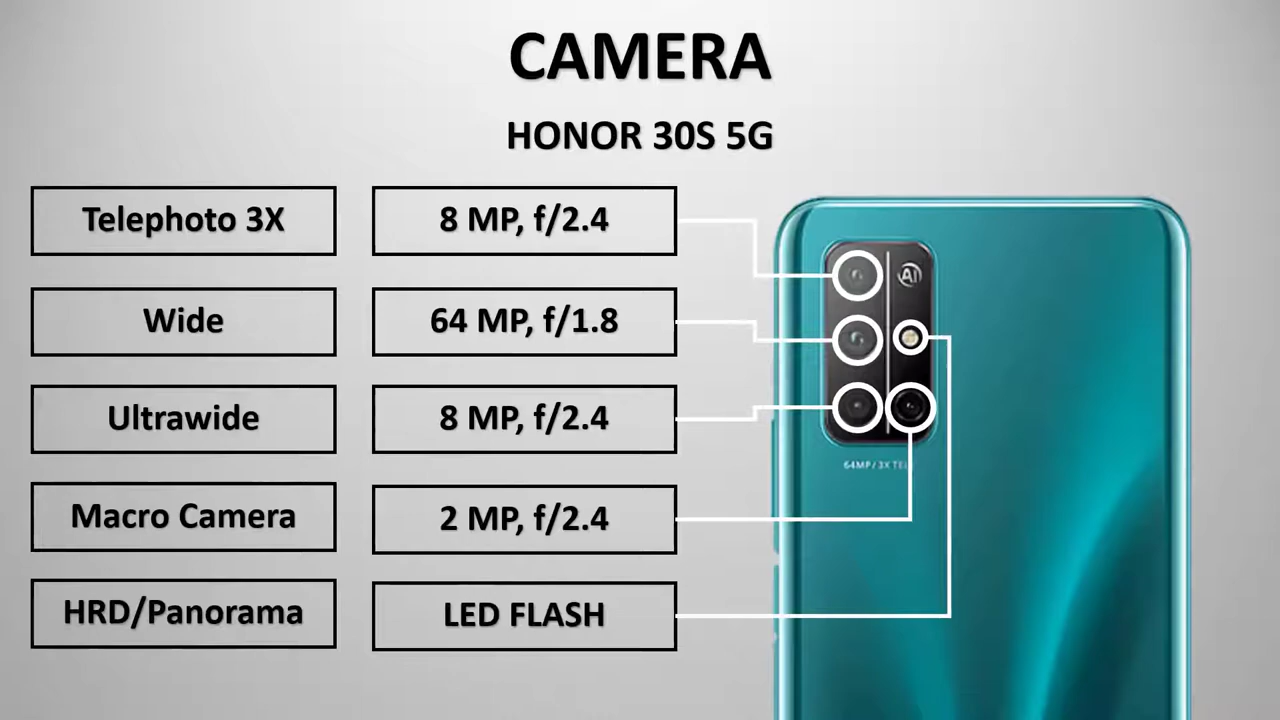 CAMERA
HONOR 30S 5G
Telephoto 3X 8 MP, f/2.4
AI
Wide 64 MP, f/1.8
Ultrawide 8 MP, f/2.4
64MP/3X TEL
Macro Camera 2 MP, f/2.4
HRD/Panorama LED FLASH